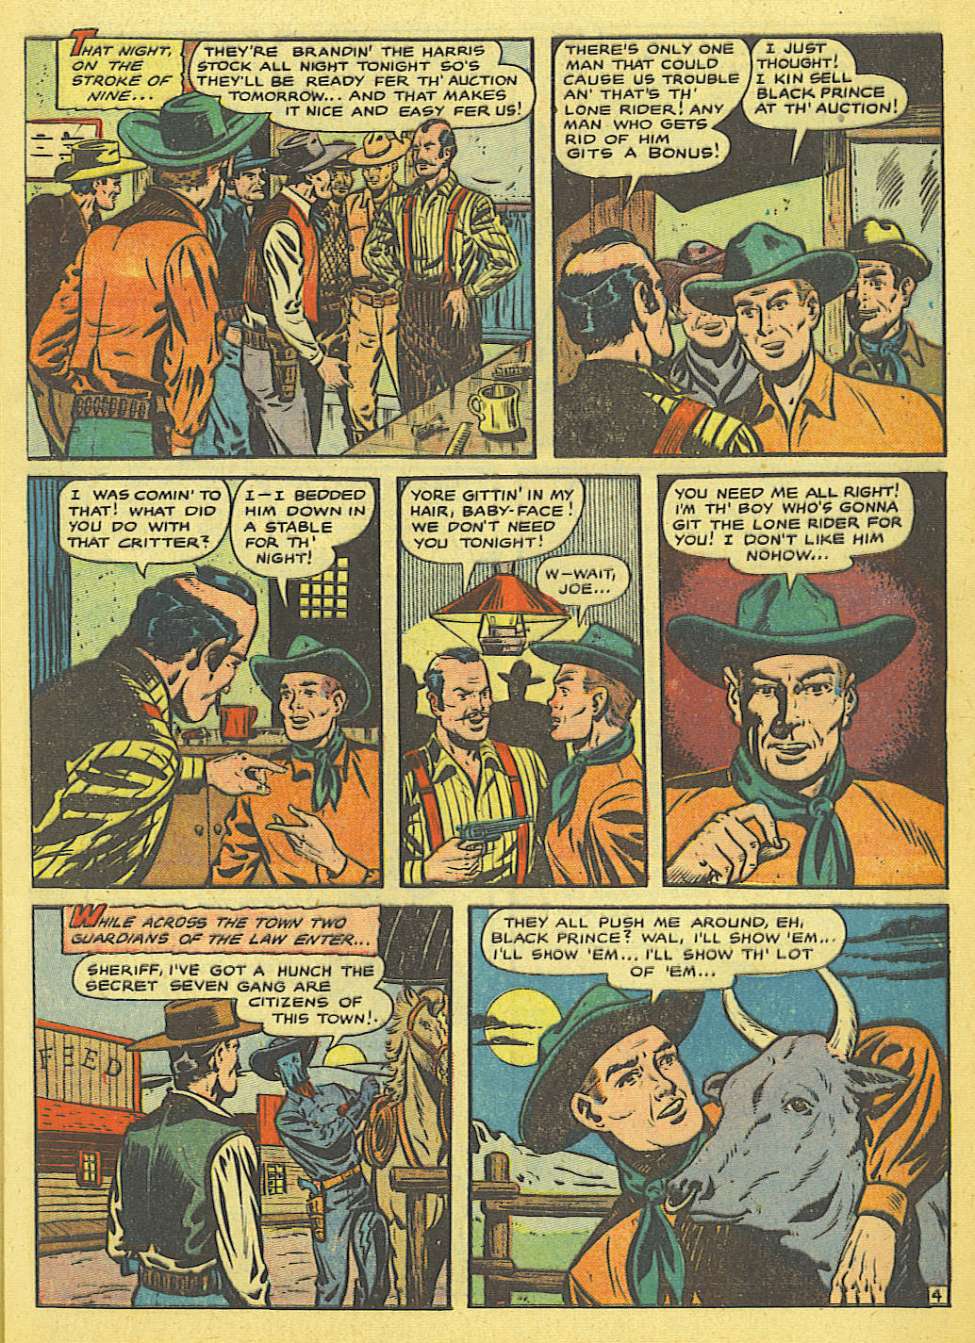 THAT NIGHT,
ON THE
STROKE OF
NINE...
THEY'RE BRANDIN' THE HARRIS
STOCK ALL NIGHT TONIGHT SO'S
THEY'LL BE READY FER TH' AUCTION
TOMORROW... AND THAT MAKES
IT NICE AND EASY FER US!
THERE'S ONLY ONE
MAN THAT COULD
CAUSE US TROUBLE
AN' THAT'S TH'
LONE RIDER! ANY
MAN WHO GETS
RID OF HIM
GITS A BONUS!
I JUST
THOUGHT!
I KIN SELL
BLACK PRINCE
AT TH' AUCTION!
I WAS COMIN' TO
THAT! WHAT DID
YOU DO WITH
THAT CRITTER?
I-I BEDDED
HIM DOWN IN
A STABLE
FOR TH'
NIGHT!
YORE GITTIN' IN MY
HAIR, BABY-FACE!
WE DON'T NEED
YOU TONIGHT!
W-WAIT,
JOE...
YOU NEED ME ALL RIGHT!
I'M TH' BOY WHO'S GONNA
GIT THE LONE RIDER FOR
YOU! I DON'T LIKE HIM
NOHOW...
WHILE ACROSS THE TOWN TWO
GUARDIANS OF THE LAW ENTER...
SHERIFF, I'VE GOT A HUNCH THE
SECRET SEVEN GANG ARE
CITIZENS OF
THIS TOWN!
FEED
THEY ALL PUSH ME AROUND, EH,
BLACK PRINCE? WAL, I'LL SHOW 'EM...
I'LL SHOW 'EM... I'LL SHOW TH' LOT
OF 'EM...
4